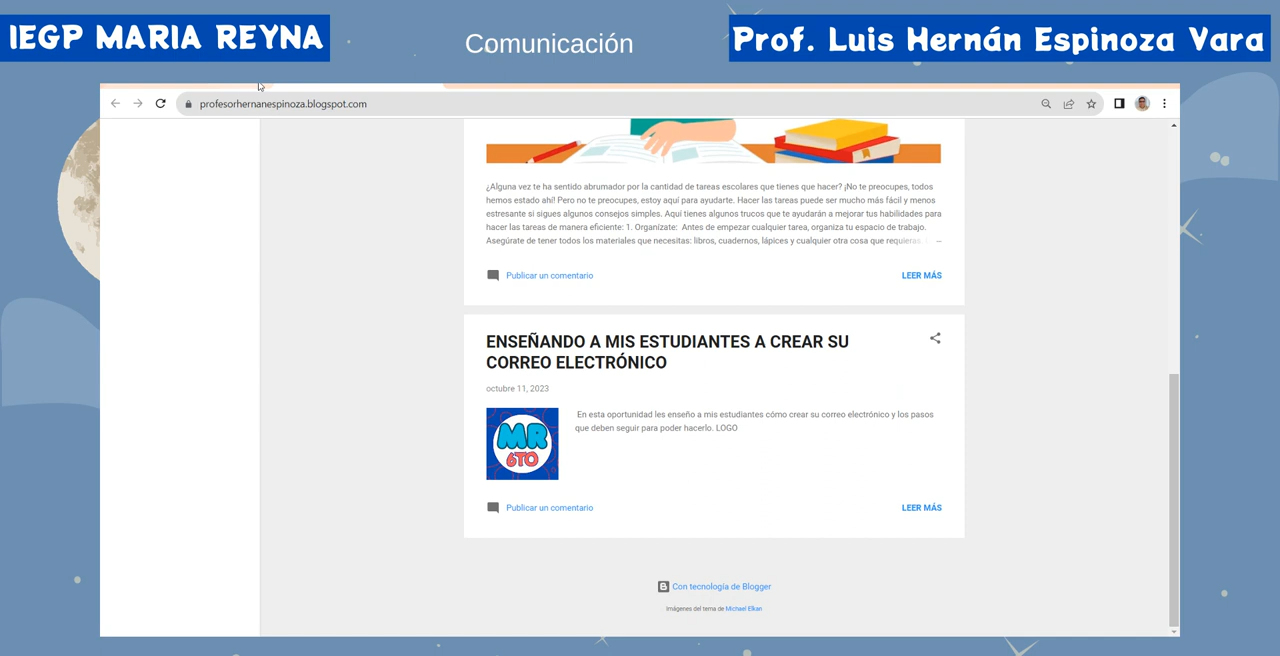 IEGP MARIA REYNA
Comunicación
Prof. Luis Hernán Espinoza Vara
profesorhernanespinoza.blogspot.com
¿Alguna vez te ha sentido abrumador por la cantidad de tareas escolares que tienes que hacer? ¡No te preocupes, todos
hemos estado ahí! Pero no te preocupes, estoy aquí para ayudarte. Hacer las tareas puede ser mucho más fácil y menos
estresante si sigues algunos consejos simples. Aquí tienes algunos trucos que te ayudarán a mejorar tus habilidades para
hacer las tareas de manera eficiente: 1. Organízate: Antes de empezar cualquier tarea, organiza tu espacio de trabajo.
Asegúrate de tener todos los materiales que necesitas: libros, cuadernos, lápices y cualquier otra cosa que requieras
Publicar un comentario
LEER MÁS
ENSEÑANDO A MIS ESTUDIANTES A CREAR SU
CORREO ELECTRÓNICO
octubre 11, 2023
MR
6TO
En esta oportunidad les enseño a mis estudiantes cómo crear su correo electrónico y los pasos
que deben seguir para poder hacerlo. LOGO
Publicar un comentario
LEER MÁS
Con tecnología de Blogger
Imágenes del tema de Michael Elkan